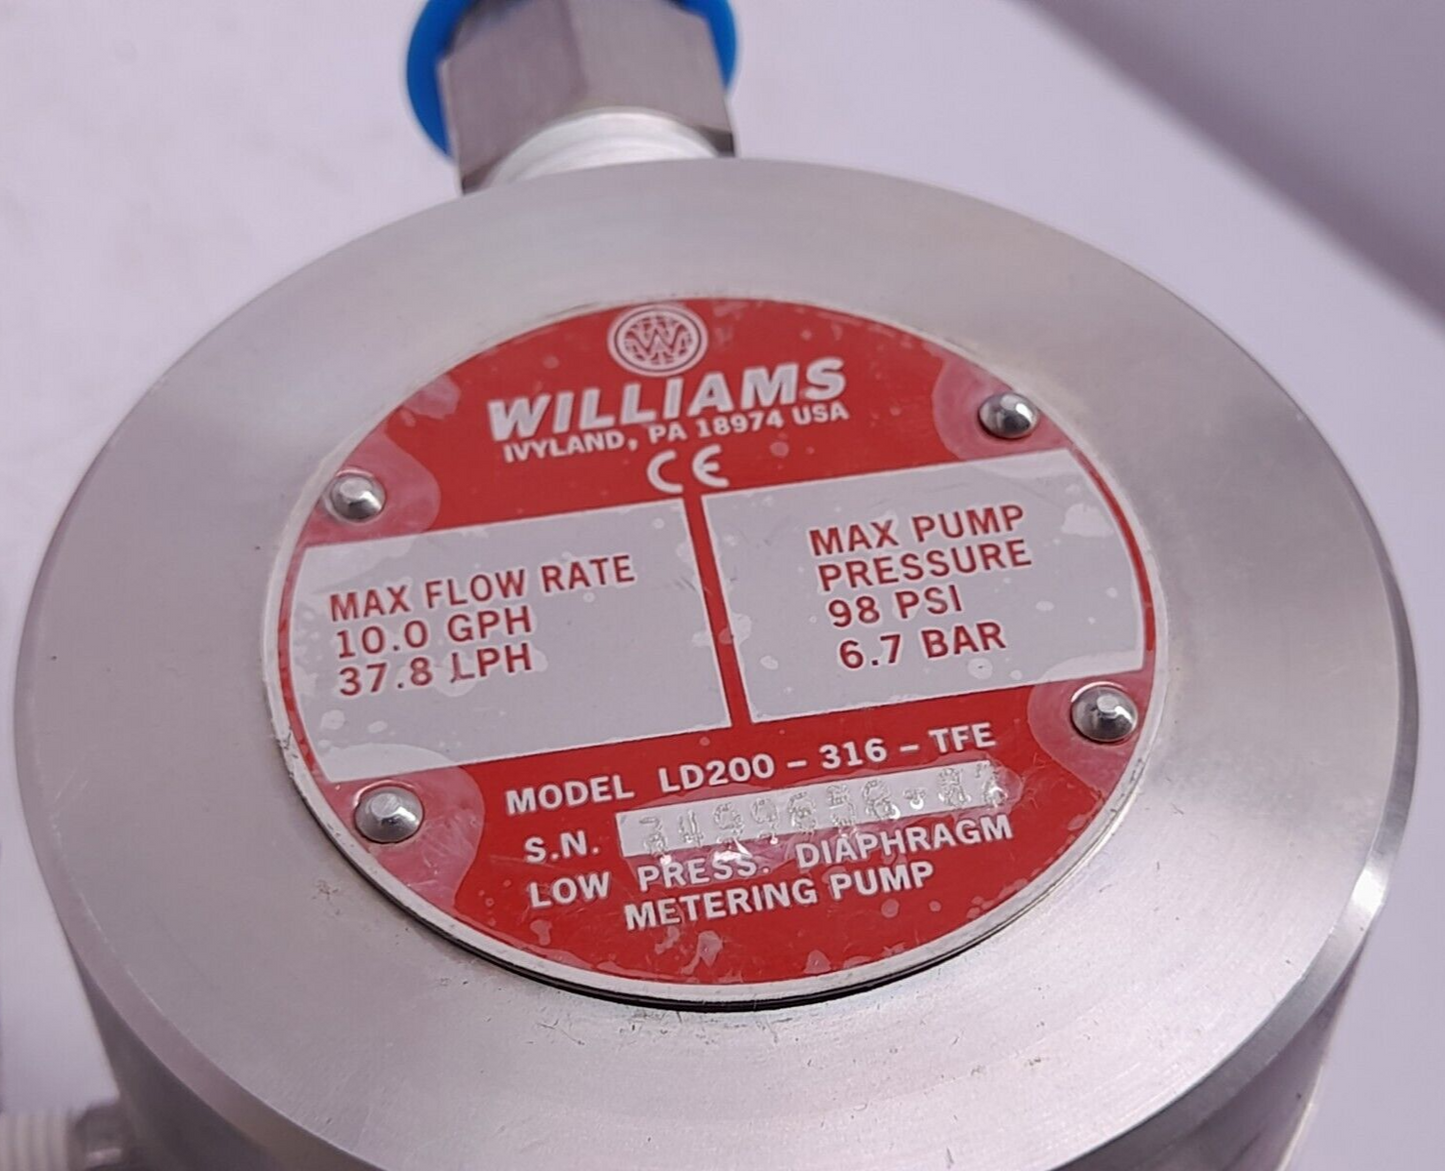 W
WILLIAMS
IVYLAND, PA 18974 USA
CE
MAX FLOW RATE
10.0 GPH
37.8 LPH
MAX PUMP
PRESSURE
98 PSI
6.7 BAR
MODEL LD200 - 316 - TFE
S.N.
LOW PRESS. DIAPHRAGM
METERING PUMP